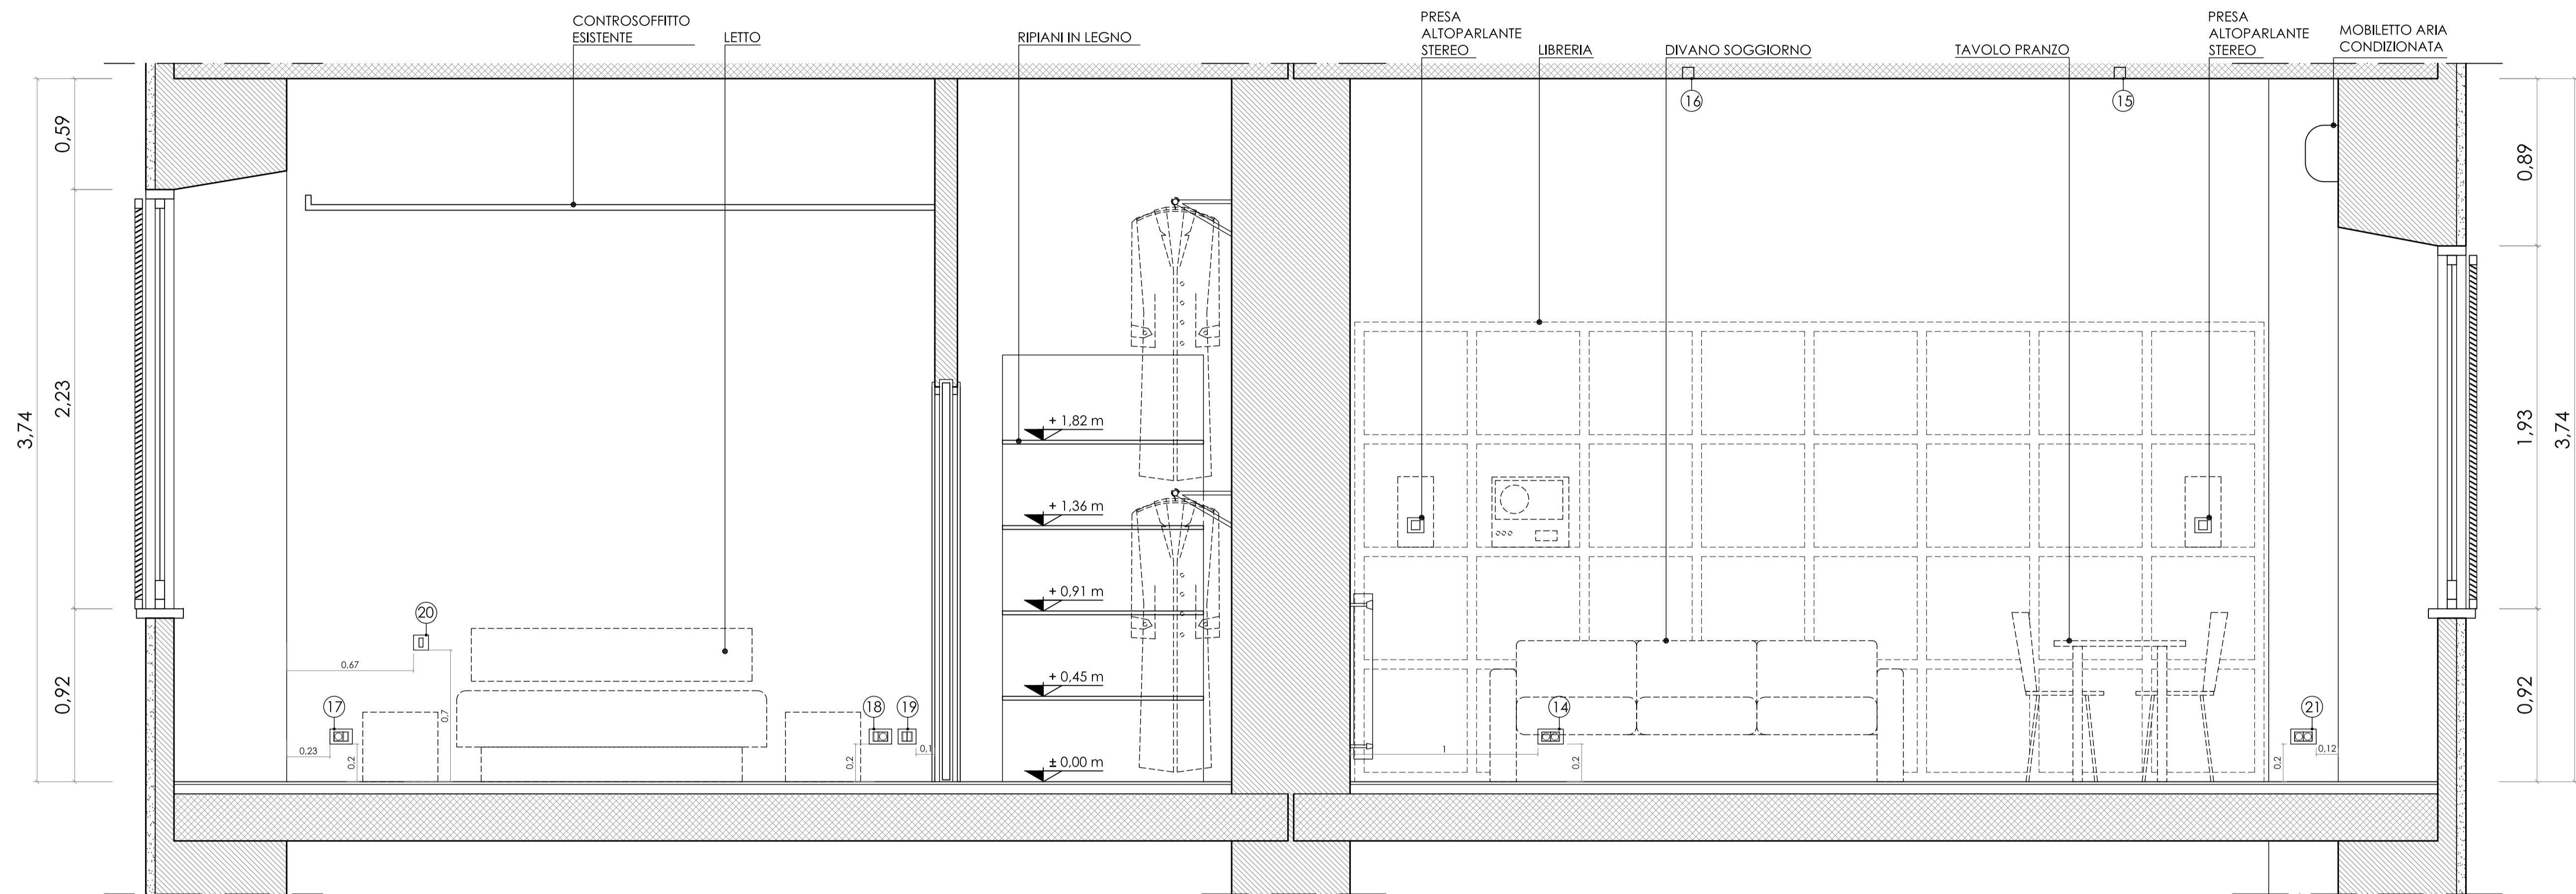 CONTROSOFFITTO
ESISTENTE
LETTO
RIPIANI IN LEGNO
PRESA
ALTOPARLANTE
STEREO
LIBRERIA
DIVANO SOGGIORNO
TAVOLO PRANZO
PRESA
ALTOPARLANTE
STEREO
MOBILETTO ARIA
CONDIZIONATA
16
15
0,59
2,23
3,74
0,92
0,89
1,93
3,74
0,92
+ 1,82 m
+ 1,36 m
+ 0,91 m
+ 0,45 m
± 0,00 m
20
0,67
0,7
17
0,23
0,2
18
19
0,2
0,1
14
1
0,2
21
0,12
0,2